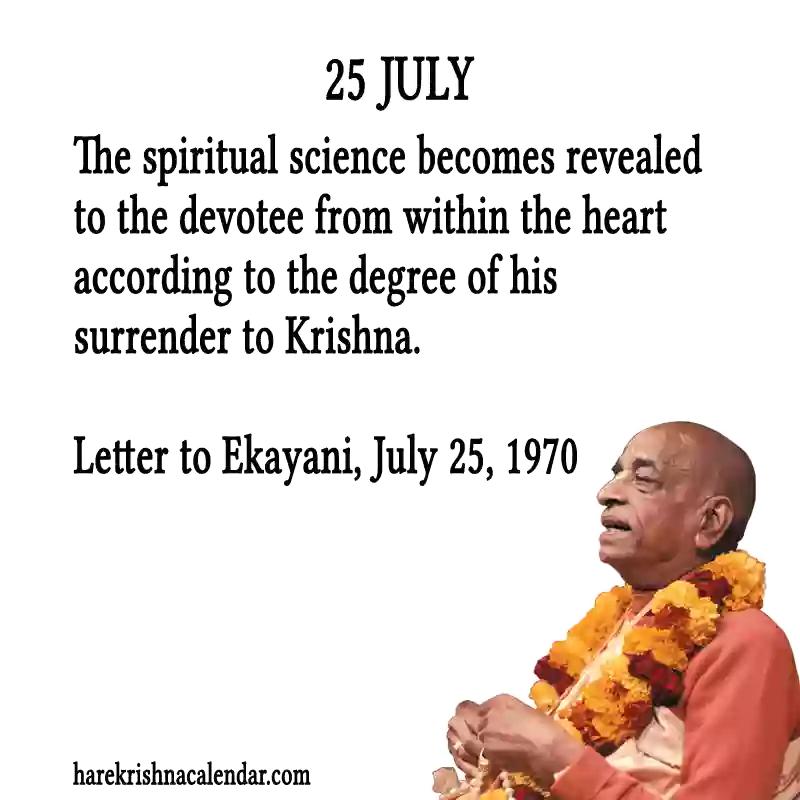 25 JULY
The spiritual science becomes revealed
to the devotee from within the heart
according to the degree of his
surrender to Krishna.
Letter to Ekayani, July 25, 1970
harekrishnacalendar.com